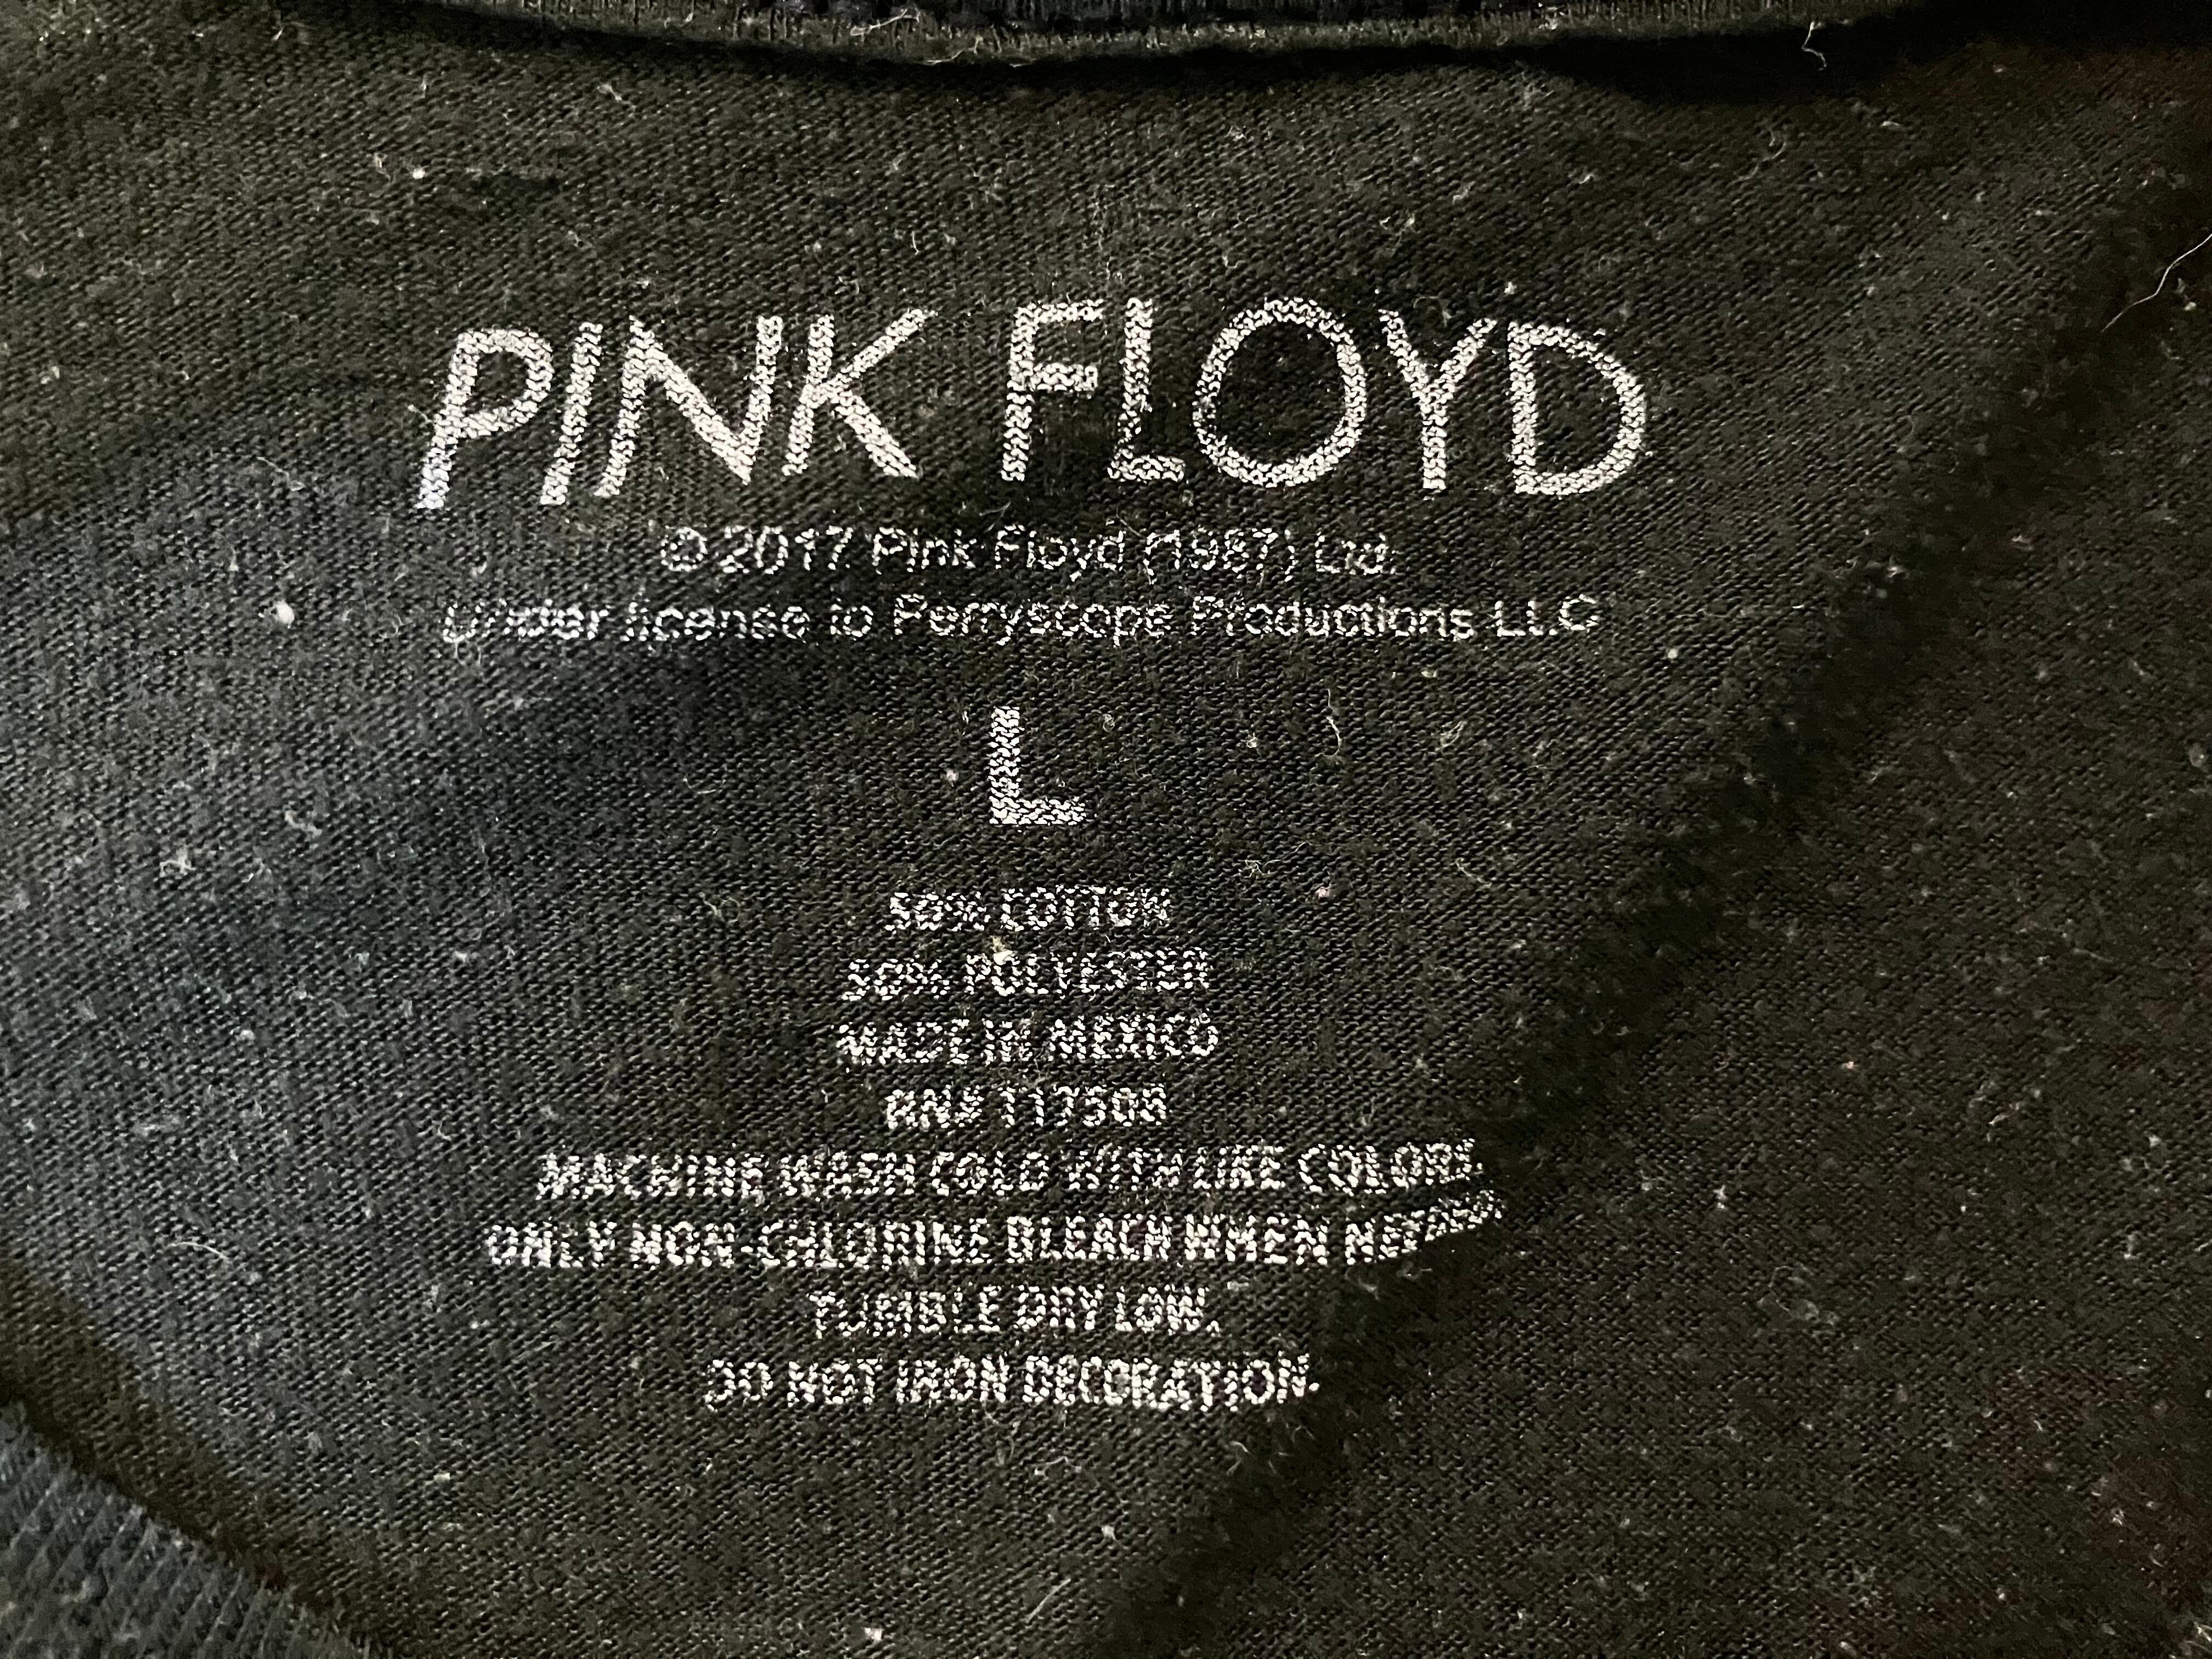 PINK FLOYD
© 2017 Pink Floyd (1987) Ltd.
Under license to Perryscope Productions LLC
L
50% COTTON
50% POLYESTER
MADE IN MEXICO
RN# 117508
MACHINE WASH COLD WITH LIKE COLORS.
ONLY NON-CHLORINE BLEACH WHEN
TUMBLE DRY LOW.
DO NOT IRON DECORATION.